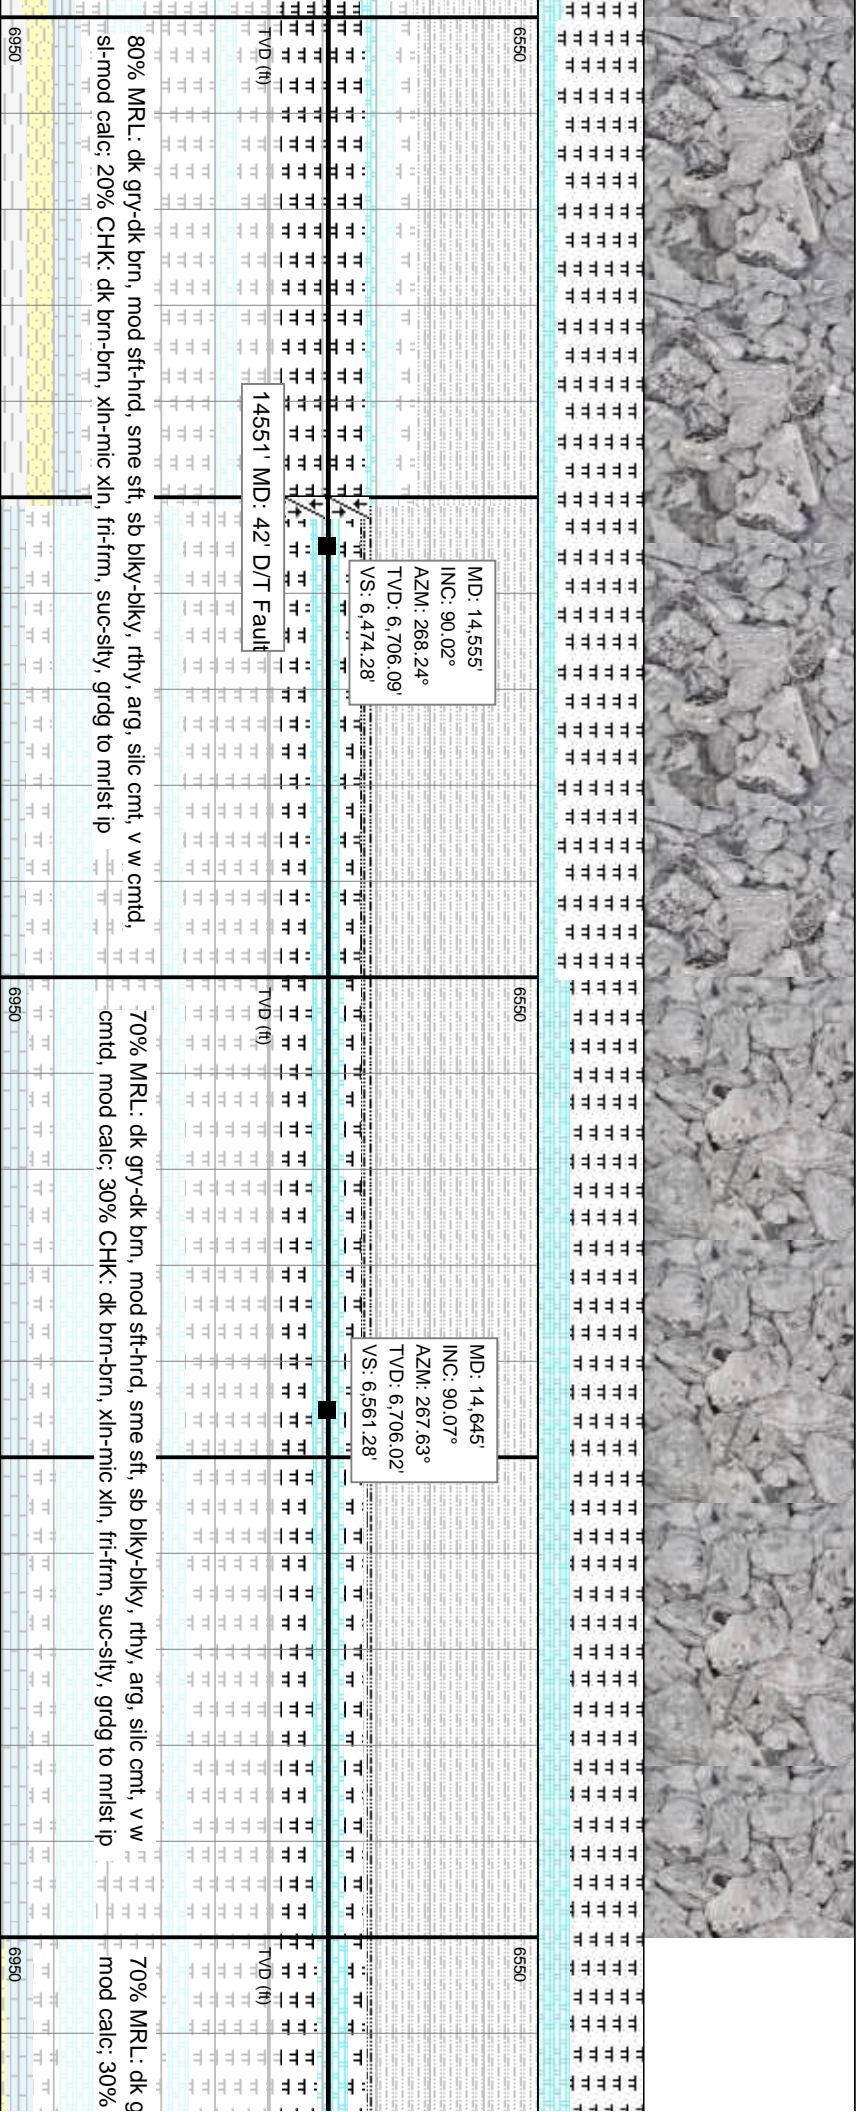 6550
TVD (ft)
6950
80% MRL: dk gry-dk brn, mod sft-hrd, sme sft, sb blky-blky, rthy, arg, silc cmt, v w cmtd,
sl-mod calc; 20% CHK: dk brn-brn, xln-mic xln, fri-frm, suc-slty, grdg to mrlst ip
14551' MD: 42' D/T Fault
MD: 14,555'
INC: 90.02°
AZM: 268.24°
TVD: 6,706.09'
VS: 6,474.28'
6550
TVD (ft)
6950
70% MRL: dk gry-dk brn, mod sft-hrd, sme sft, sb blky-blky, rthy, arg, silc cmt, v w
cmtd, mod calc; 30% CHK: dk brn-brn, xln-mic xln, fri-frm, suc-slty, grdg to mrlst ip
MD: 14,645'
INC: 90.07°
AZM: 267.63°
TVD: 6,706.02'
VS: 6,561.28'
6550
TVD (ft)
6950
70% MRL: dk g
mod calc; 30%